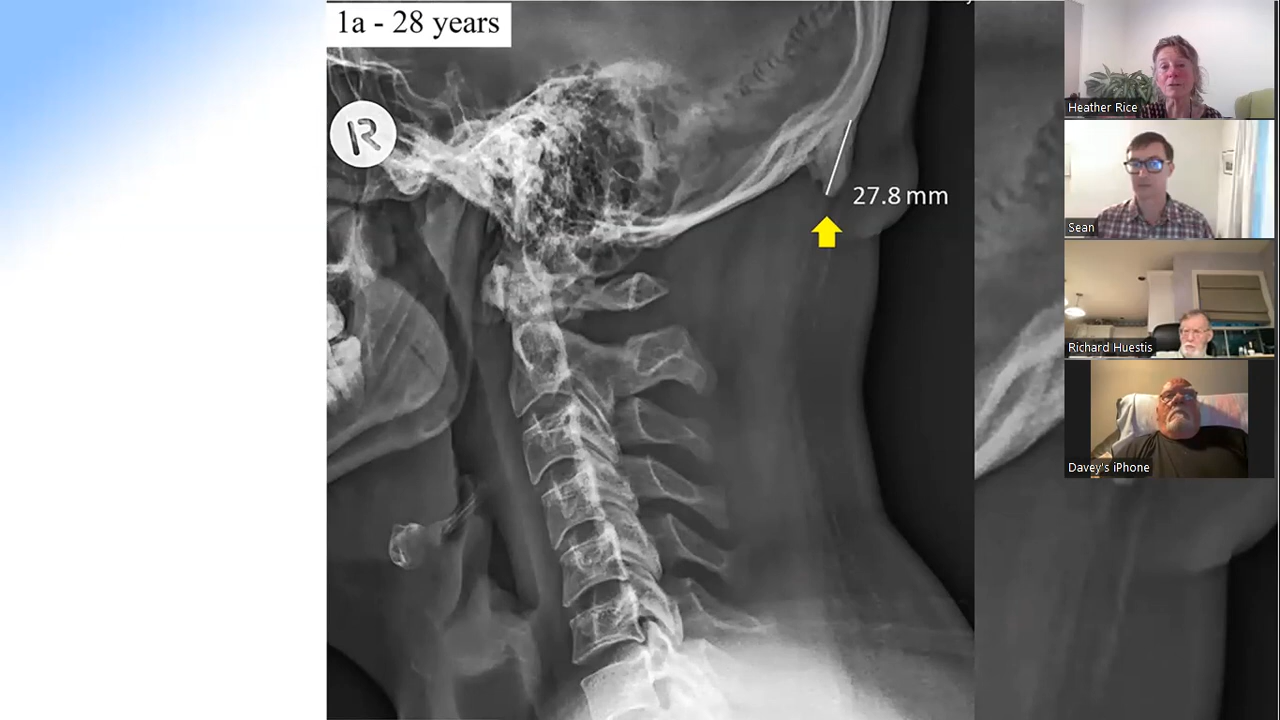 1a - 28 years
R
27.8 mm
Heather Rice
Sean
Richard Huestis
Davey's iPhone